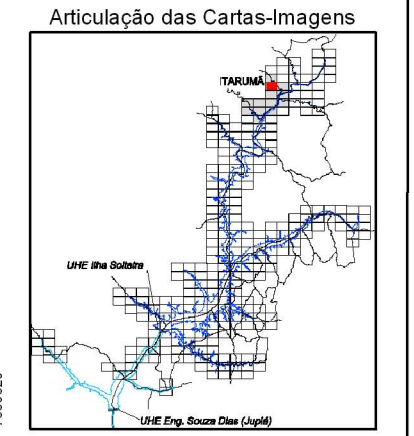 Articulação das Cartas-Imagens
ITARUMÃ
UHE Ilha Solteira
UHE Eng. Souza Dias (Jupiá)